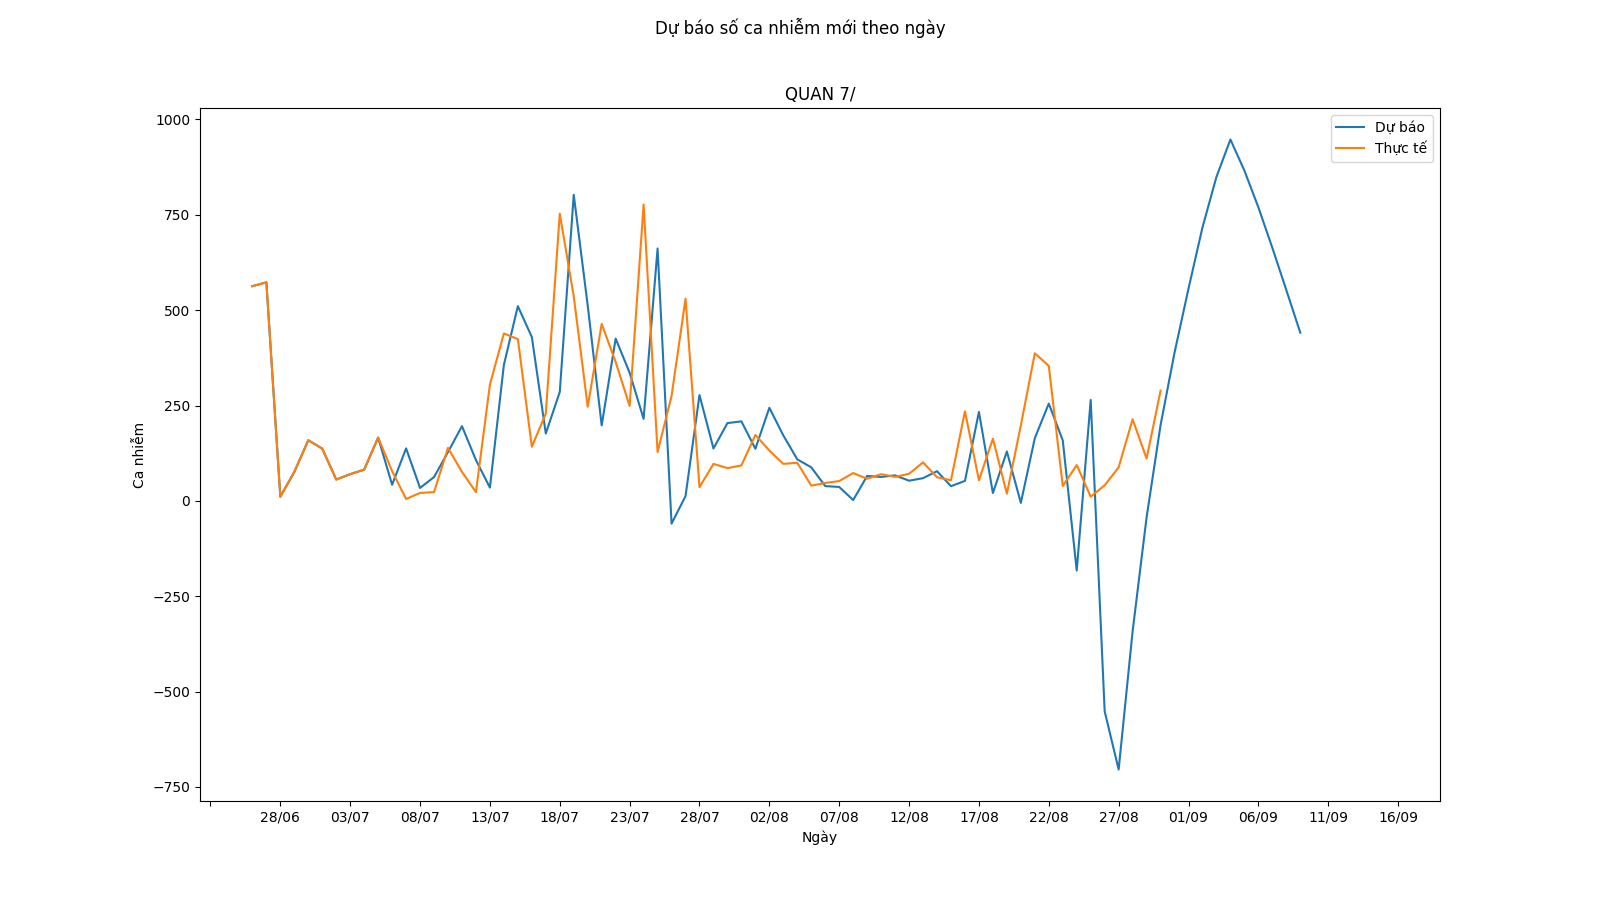 Dự báo số ca nhiễm mới theo ngày
QUAN 7/
Dự báo
Thực tế
Ca nhiễm
1000
750
500
250
0
−250
−500
−750
28/06 03/07 08/07 13/07 18/07 23/07 28/07 02/08 07/08 12/08 17/08 22/08 27/08 01/09 06/09 11/09 16/09
Ngày